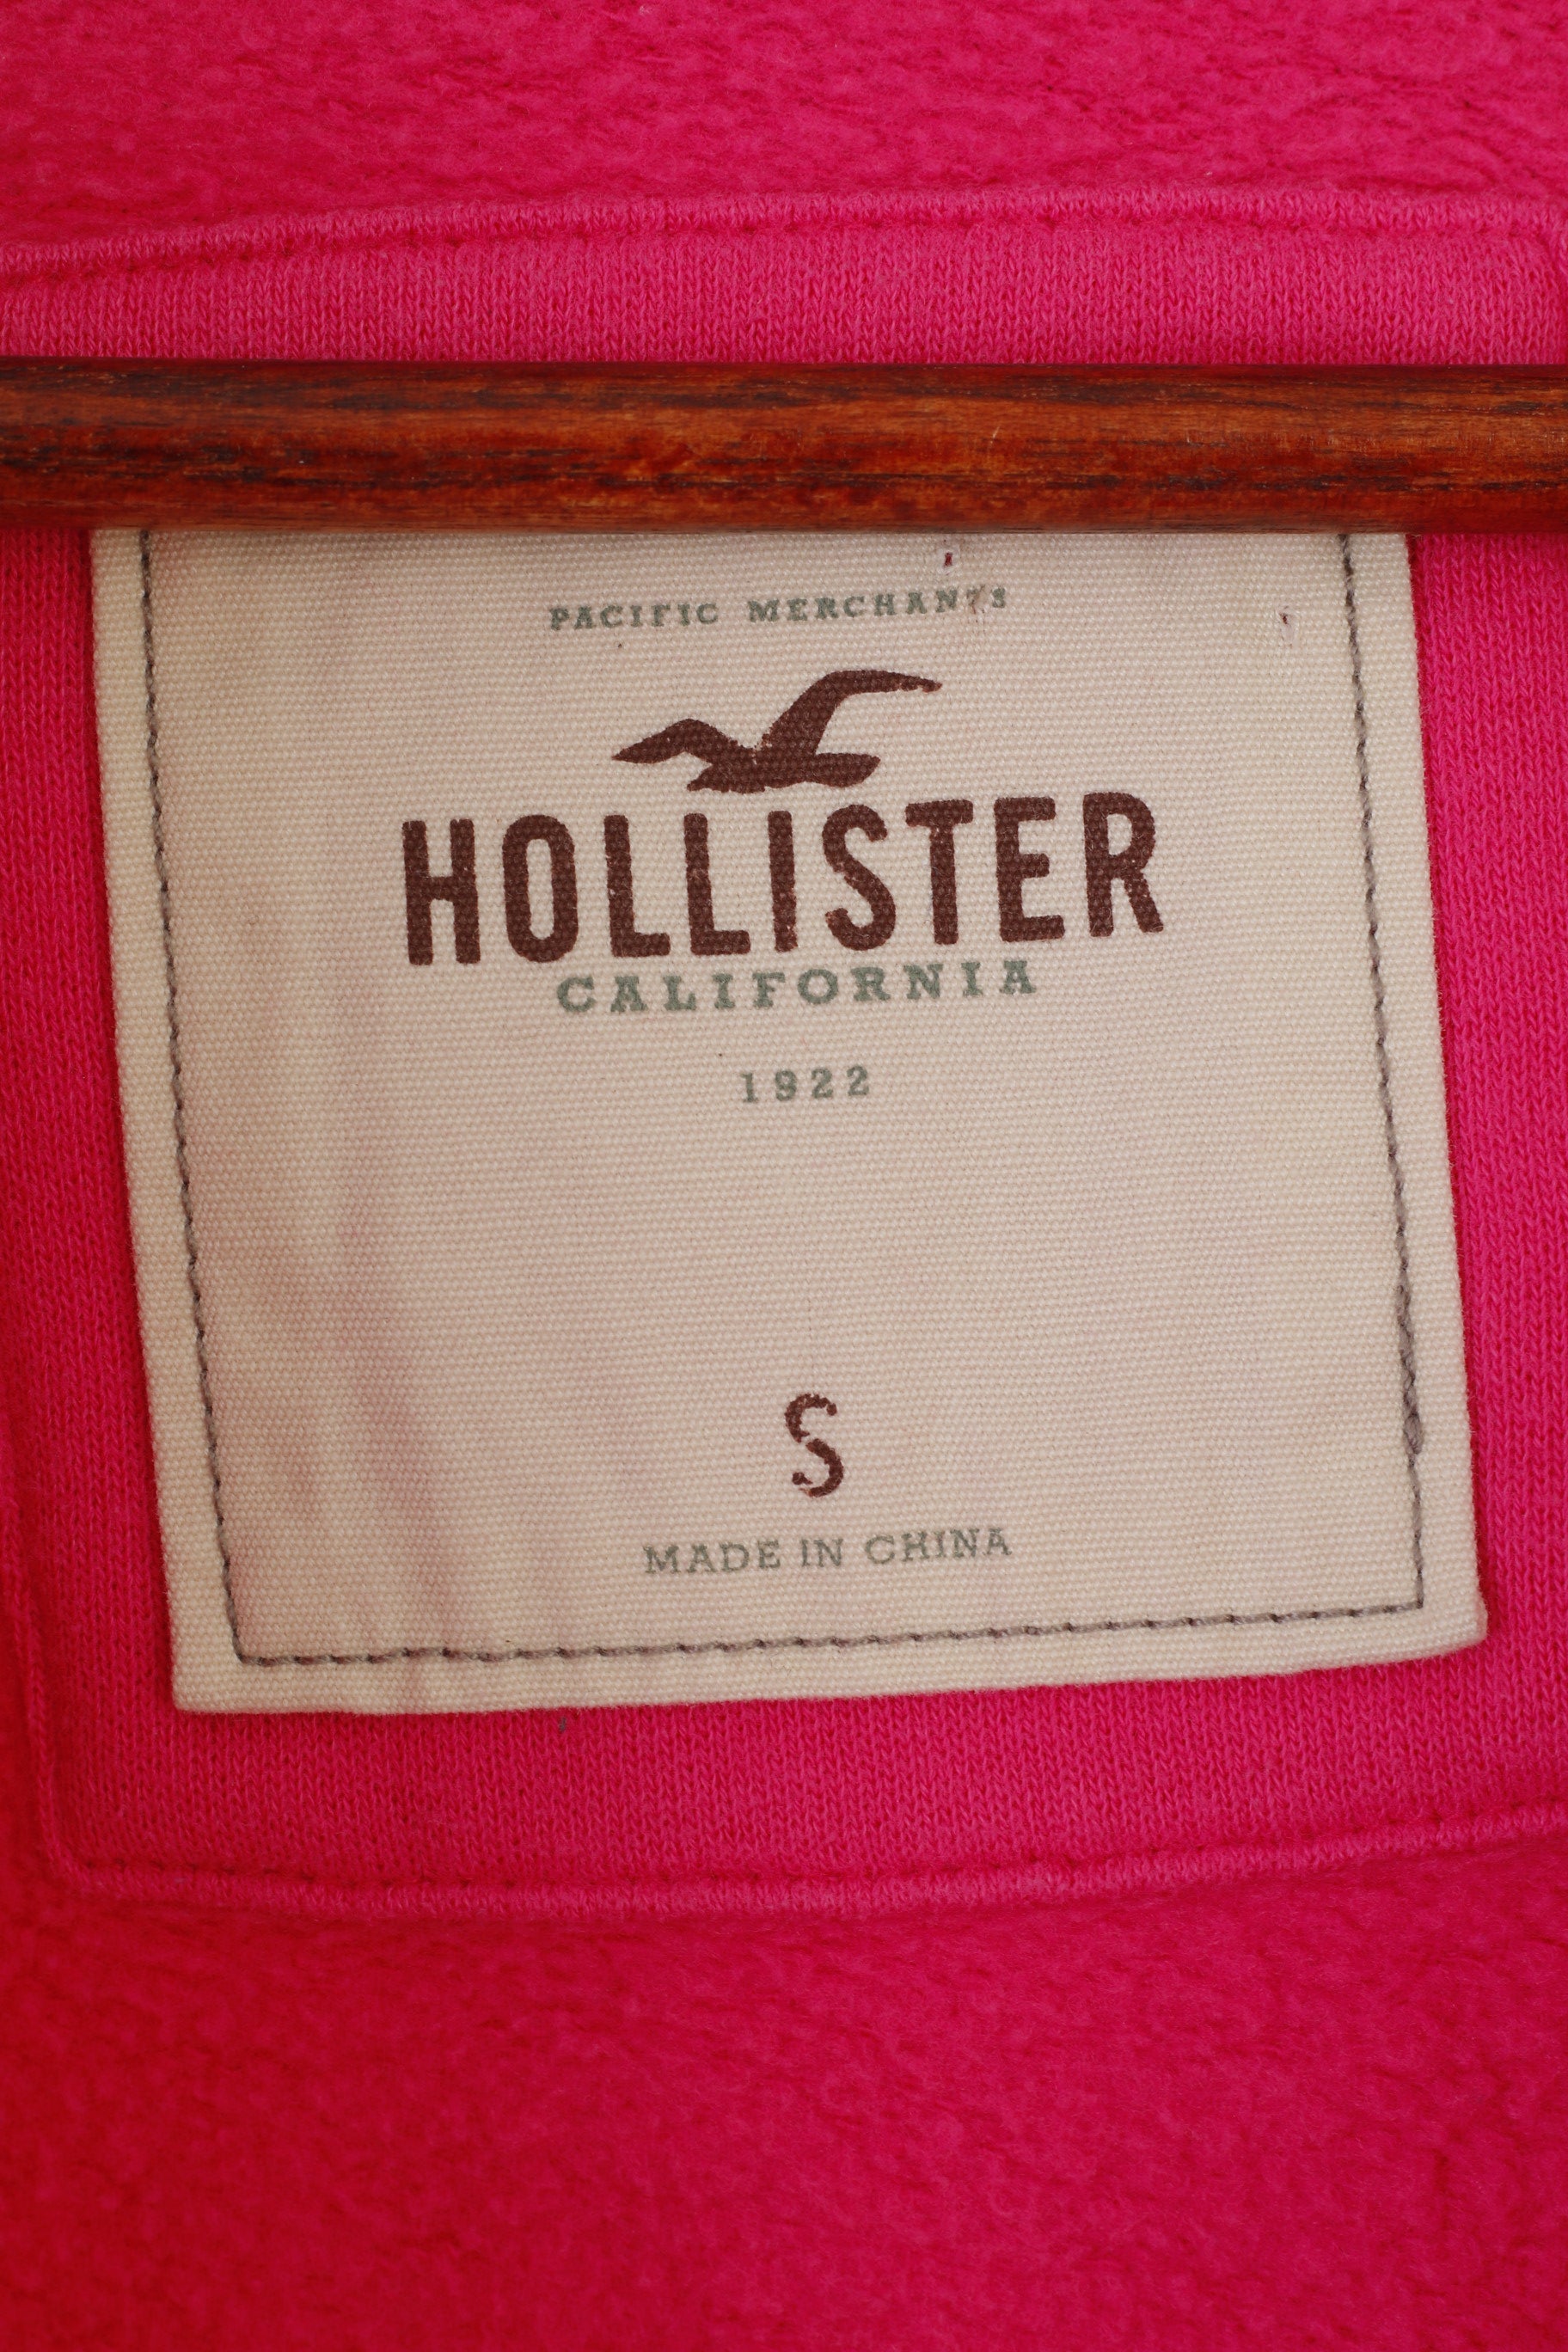 PACIFIC MERCHANTS
HOLLISTER
CALIFORNIA
1922
S
MADE IN CHINA